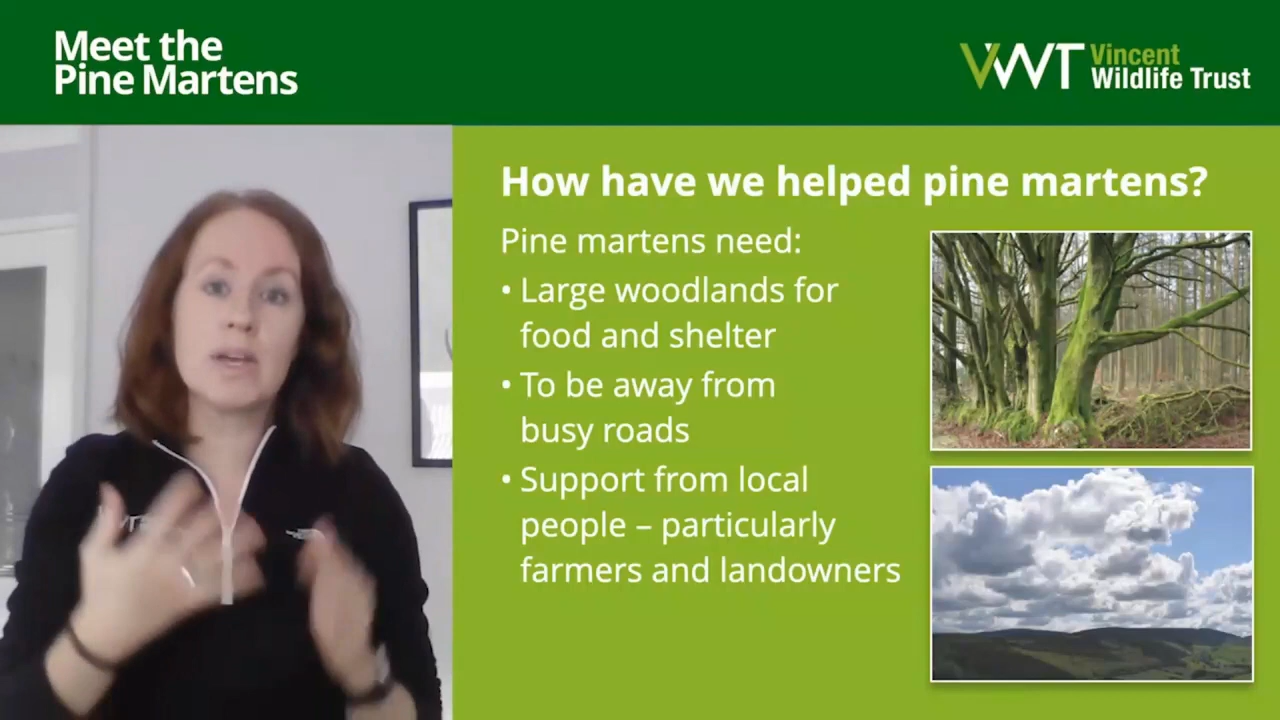 Meet the
Pine Martens
VWT Vincent
Wildlife Trust
How have we helped pine martens?
Pine martens need:
• Large woodlands for
food and shelter
• To be away from
busy roads
• Support from local
people – particularly
farmers and landowners